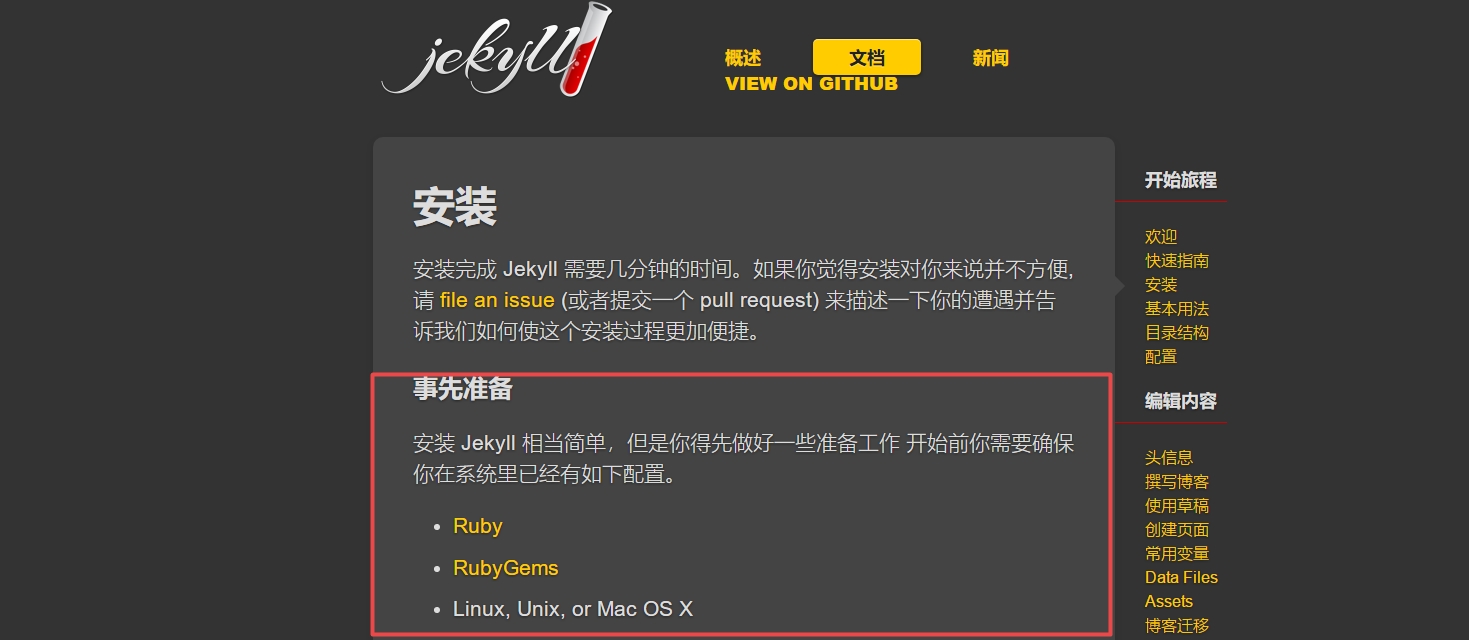 jekyll
概述
文档
新闻
VIEW ON GITHUB
安装
安装完成 Jekyll 需要几分钟的时间。如果你觉得安装对你来说并不方便,
请 file an issue (或者提交一个 pull request) 来描述一下你的遭遇并告
诉我们如何使这个安装过程更加便捷。
事先准备
安装 Jekyll 相当简单，但是你得先做好一些准备工作 开始前你需要确保
你在系统里已经有如下配置。
• Ruby
• RubyGems
• Linux, Unix, or Mac OS X
开始旅程
欢迎
快速指南
安装
基本用法
目录结构
配置
编辑内容
头信息
撰写博客
使用草稿
创建页面
常用变量
Data Files
Assets
博客迁移